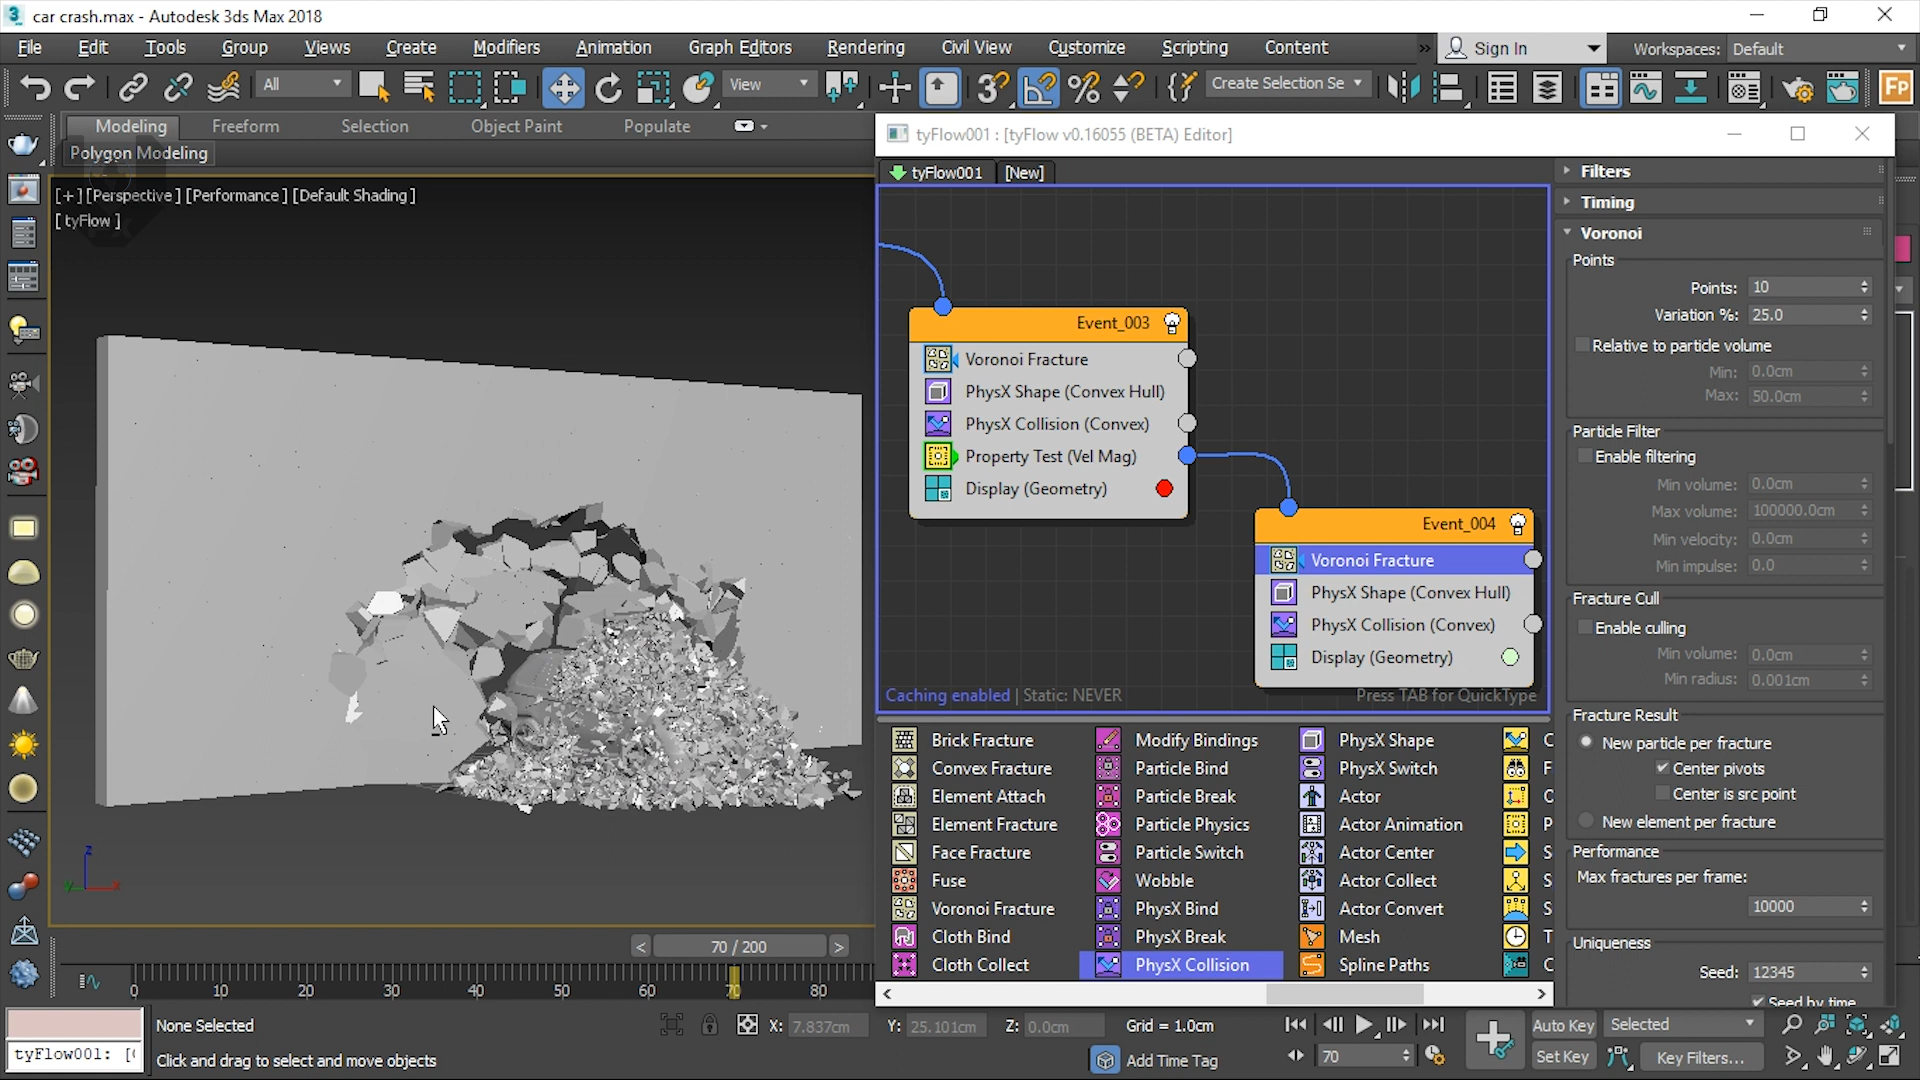 car crash.max - Autodesk 3ds Max 2018
File Edit Tools Group Views Create Modifiers Animation Graph Editors Rendering Civil View Customize Scripting Content » Sign In Workspaces: Default
All View Create Selection Se Fp
Modeling Freeform Selection Object Paint Populate
Polygon Modeling
[+] [Perspective] [Performance] [Default Shading]
[ tyFlow ]
tyFlow001 : [tyFlow v0.16055 (BETA) Editor]
tyFlow001 [New]
Event_003
Voronoi Fracture
PhysX Shape (Convex Hull)
PhysX Collision (Convex)
Property Test (Vel Mag)
Display (Geometry)
Event_004
Voronoi Fracture
PhysX Shape (Convex Hull)
PhysX Collision (Convex)
Display (Geometry)
Caching enabled | Static: NEVER
Press TAB for QuickType
Brick Fracture Modify Bindings PhysX Shape C
Convex Fracture Particle Bind PhysX Switch F
Element Attach Particle Break Actor C
Element Fracture Particle Physics Actor Animation P
Face Fracture Particle Switch Actor Center S
Fuse Wobble Actor Collect S
Voronoi Fracture PhysX Bind Actor Convert S
Cloth Bind PhysX Break Mesh T
Cloth Collect PhysX Collision Spline Paths C
Filters
Timing
Voronoi
Points
Points: 10
Variation %: 25.0
Relative to particle volume
Min: 0.0cm
Max: 50.0cm
Particle Filter
Enable filtering
Min volume: 0.0cm
Max volume: 100000.0cm
Min velocity: 0.0cm
Min impulse: 0.0
Fracture Cull
Enable culling
Min volume: 0.0cm
Min radius: 0.001cm
Fracture Result
New particle per fracture
Center pivots
Center is src point
New element per fracture
Performance
Max fractures per frame:
10000
Uniqueness
Seed: 12345
Seed by time
z
y x
< 70 / 200 >
0 10 20 30 40 50 60 70 80
tyFlow001: [
None Selected
Click and drag to select and move objects
X: 7.837cm Y: 25.101cm Z: 0.0cm Grid = 1.0cm
Add Time Tag
70
Auto Key Selected
Set Key Key Filters...